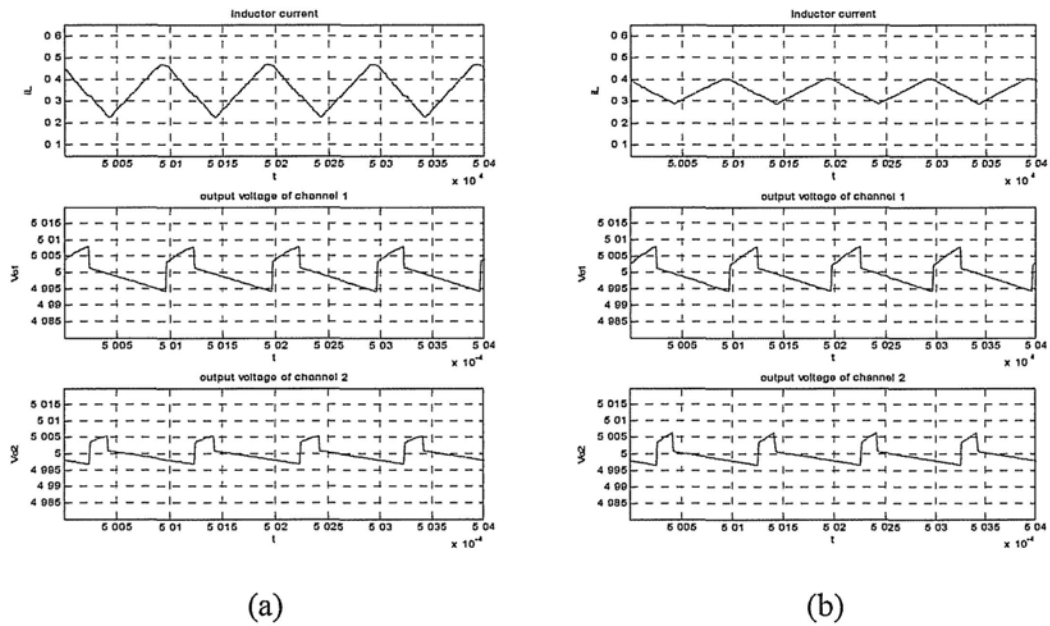 Inductor current
0 6
0 5
0 4
0 3
0 2
0 1
iL
5 005 5 01 5 015 5 02 5 025 5 03 5 035 5 04
t
x 10⁴
output voltage of channel 1
5 015
5 01
5 005
5
4 995
4 99
4 985
Vo1
5 005 5 01 5 015 5 02 5 025 5 03 5 035 5 04
t
x 10⁻⁴
output voltage of channel 2
5 015
5 01
5 005
5
4 995
4 99
4 985
Vo2
5 005 5 01 5 015 5 02 5 025 5 03 5 035 5 04
t
x 10⁻⁴
(a)
Inductor current
0 6
0 5
0 4
0 3
0 2
0 1
iL
5 005 5 01 5 015 5 02 5 025 5 03 5 035 5 04
t
x 10⁴
output voltage of channel 1
5 015
5 01
5 005
5
4 995
4 99
4 985
Vo1
5 005 5 01 5 015 5 02 5 025 5 03 5 035 5 04
t
x 10⁴
output voltage of channel 2
5 015
5 01
5 005
5
4 995
4 99
4 985
Vo2
5 005 5 01 5 015 5 02 5 025 5 03 5 035 5 04
t
x 10⁻⁴
(b)